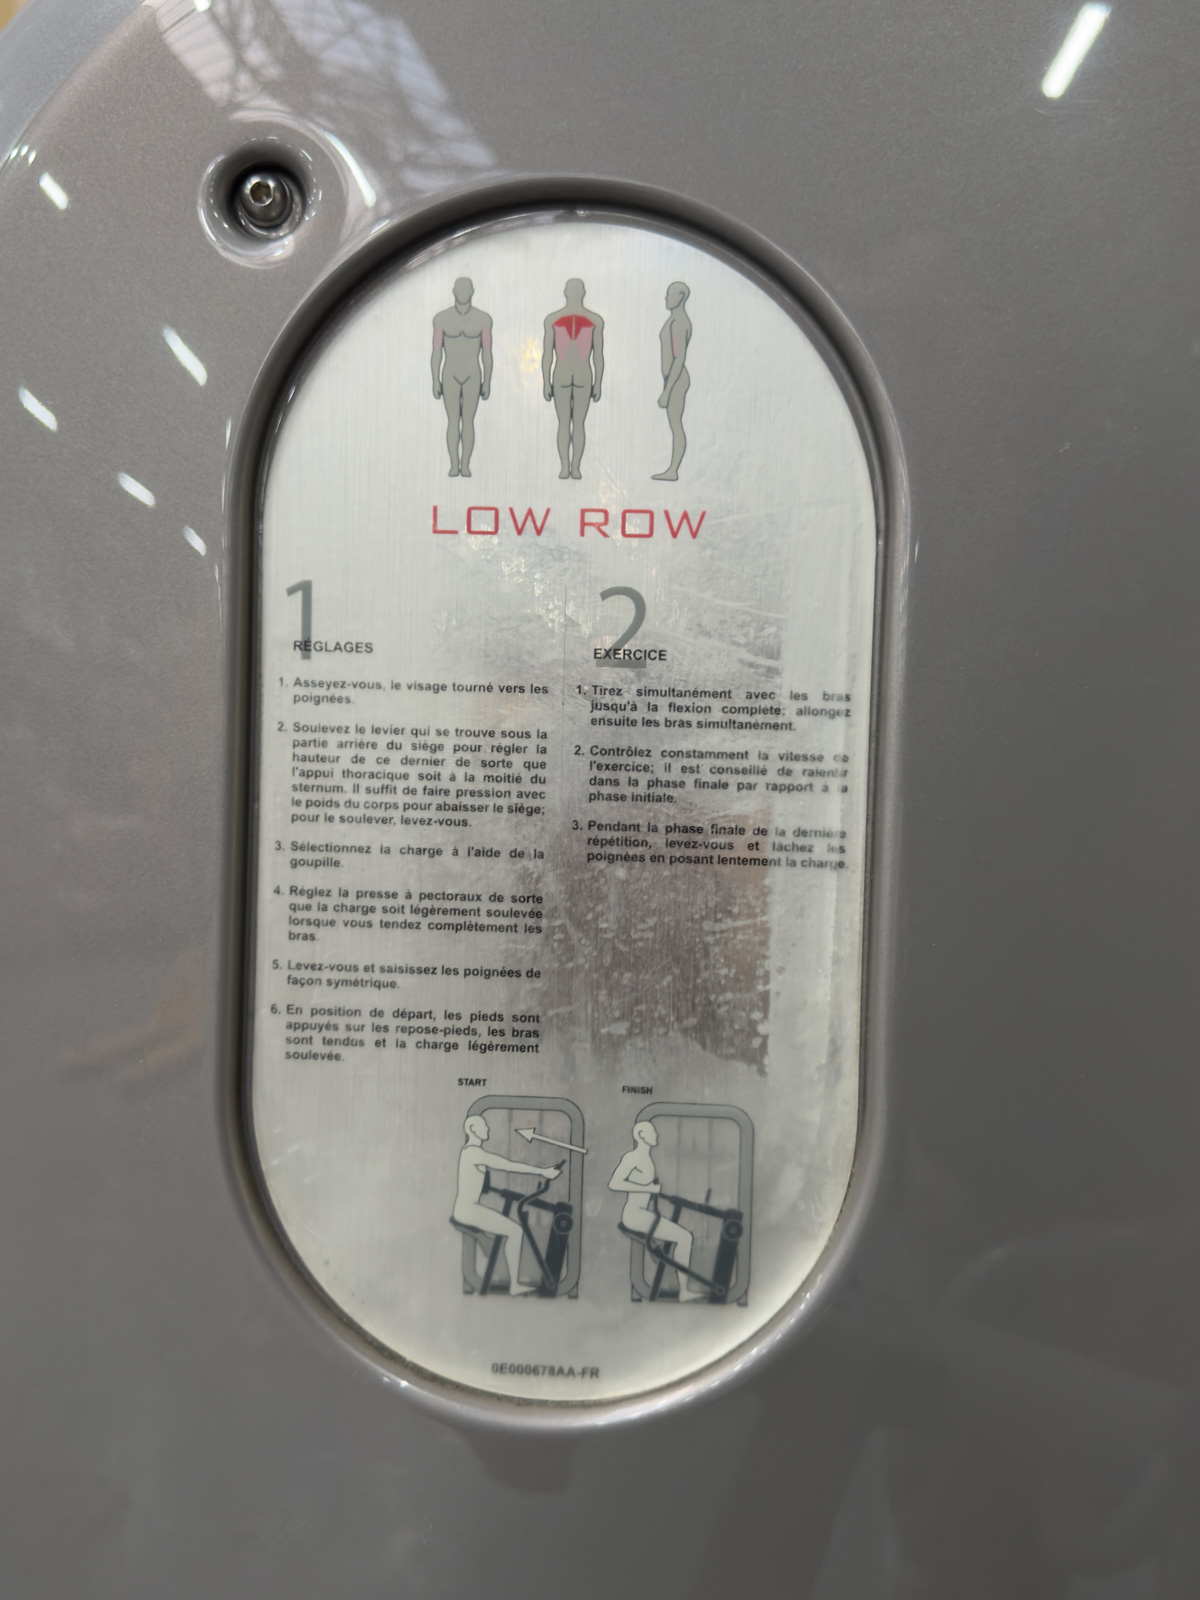 LOW ROW
1
RÉGLAGES
1. Asseyez-vous, le visage tourné vers les
poignées.
2. Soulevez le levier qui se trouve sous la
partie arrière du siège pour régler la
hauteur de ce dernier de sorte que
l'appui thoracique soit à la moitié du
sternum. Il suffit de faire pression avec
le poids du corps pour abaisser le siège;
pour le soulever, levez-vous.
3. Sélectionnez la charge à l'aide de la
goupille.
4. Réglez la presse à pectoraux de sorte
que la charge soit légèrement soulevée
lorsque vous tendez complètement les
bras.
5. Levez-vous et saisissez les poignées de
façon symétrique.
6. En position de départ, les pieds sont
appuyés sur les repose-pieds, les bras
sont tendus et la charge légèrement
soulevée.
2
EXERCICE
1. Tirez simultanément avec les bras
jusqu'à la flexion complète; allongez
ensuite les bras simultanément.
2. Contrôlez constamment la vitesse de
l'exercice; il est conseillé de ralentir
dans la phase finale par rapport à la
phase initiale.
3. Pendant la phase finale de la dernière
répétition, levez-vous et lâchez les
poignées en posant lentement la charge.
START
FINISH
0E000678AA-FR